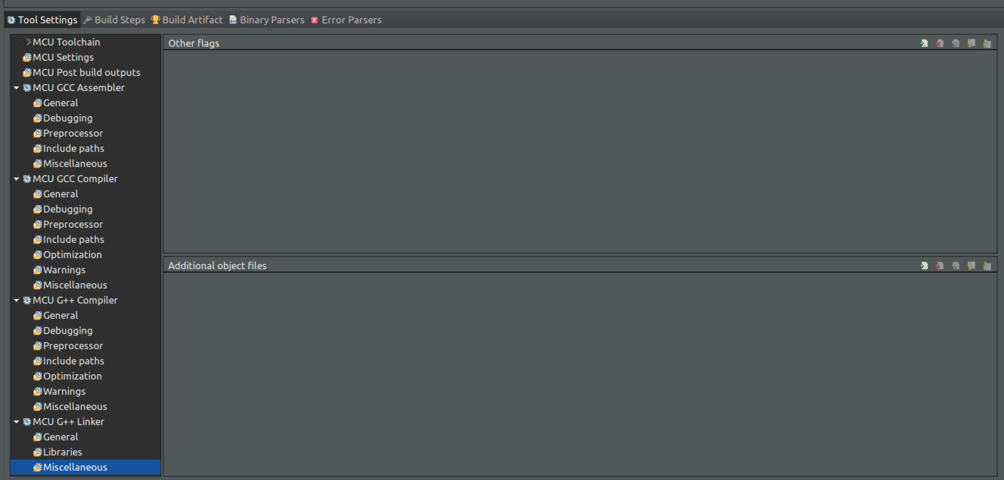 Tool Settings Build Steps Build Artifact Binary Parsers Error Parsers
MCU Toolchain
MCU Settings
MCU Post build outputs
MCU GCC Assembler
General
Debugging
Preprocessor
Include paths
Miscellaneous
MCU GCC Compiler
General
Debugging
Preprocessor
Include paths
Optimization
Warnings
Miscellaneous
MCU G++ Compiler
General
Debugging
Preprocessor
Include paths
Optimization
Warnings
Miscellaneous
MCU G++ Linker
General
Libraries
Miscellaneous
Other flags
Additional object files